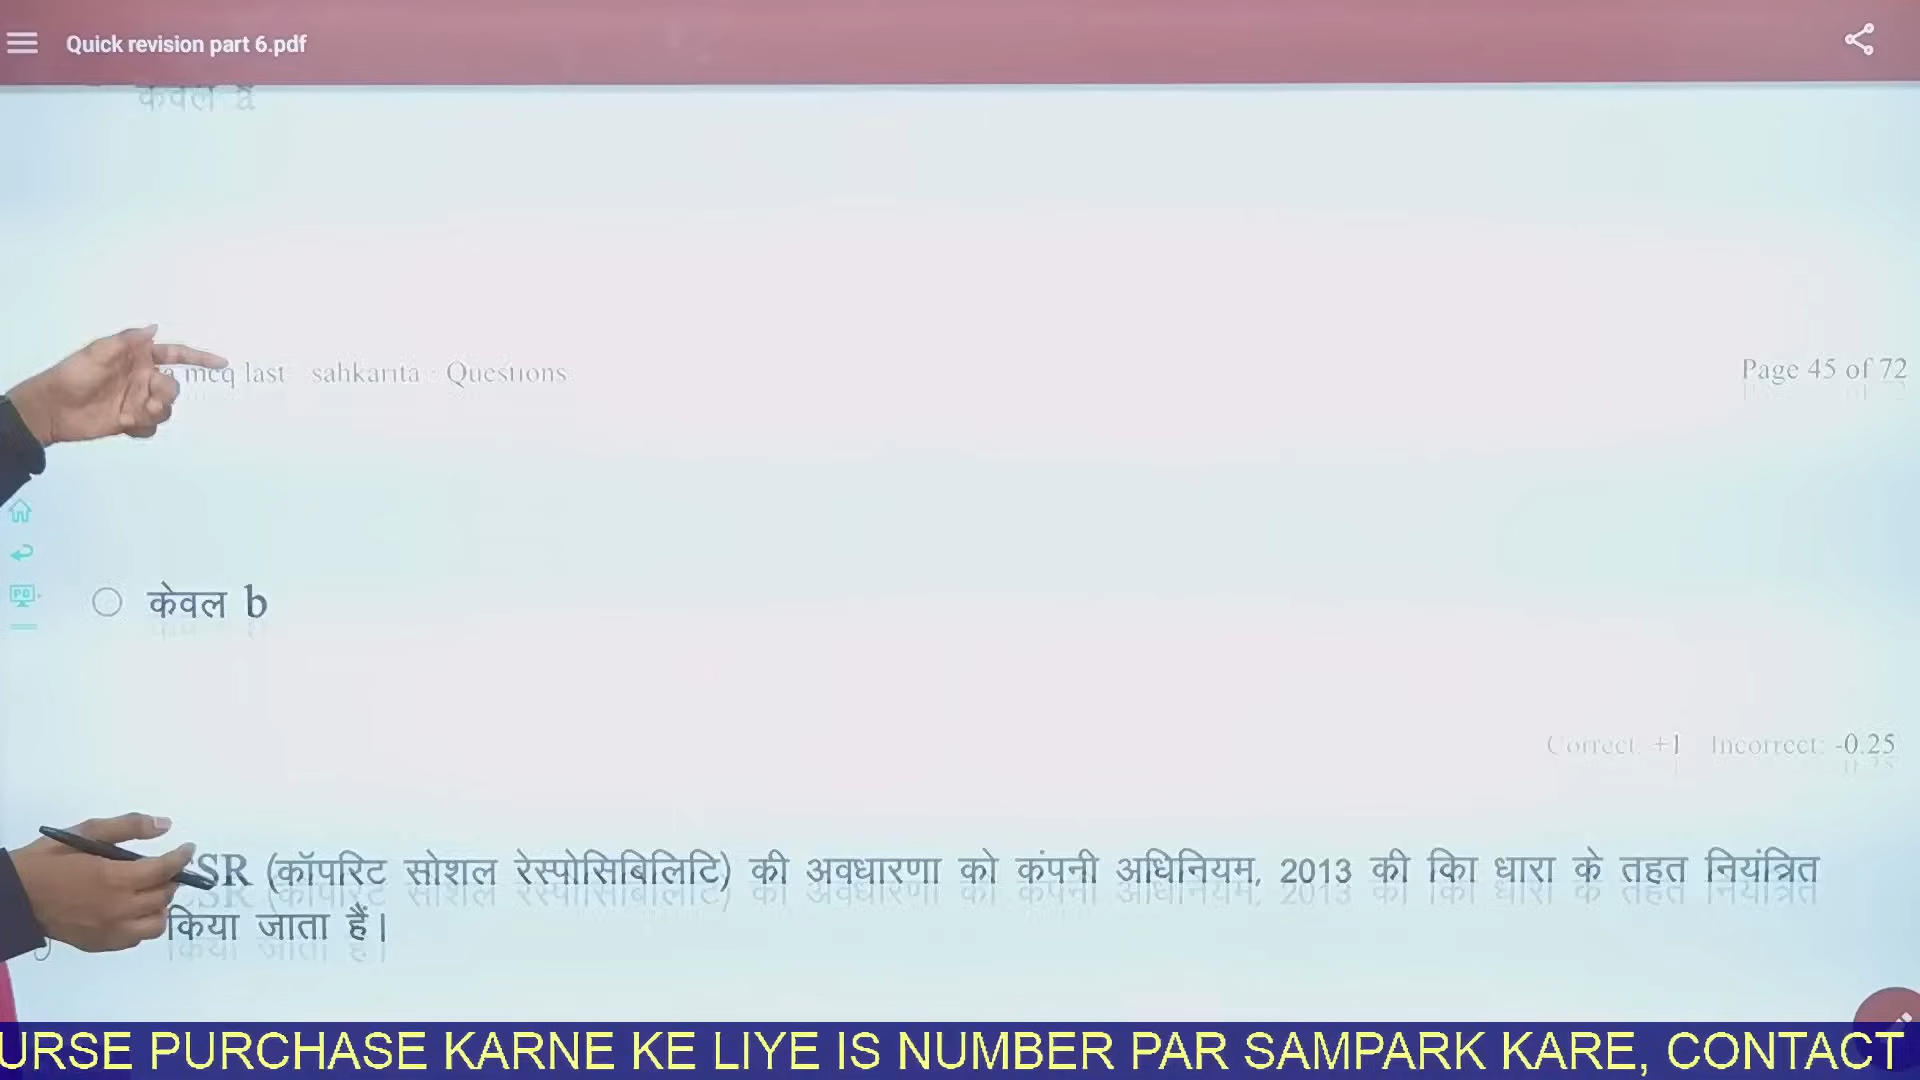 Quick revision part 6.pdf
केवल a
mcq last sahkarita : Questions
Page 45 of 72
केवल b
Correct: +1 Incorrect: -0.25
SR (कॉपरिट सोशल रेस्पोसिबिलिटि) की अवधारणा को कंपनी अधिनियम, 2013 की किा धारा के तहत नियंत्रित
किया जाता हैं।
URSE PURCHASE KARNE KE LIYE IS NUMBER PAR SAMPARK KARE, CONTACT